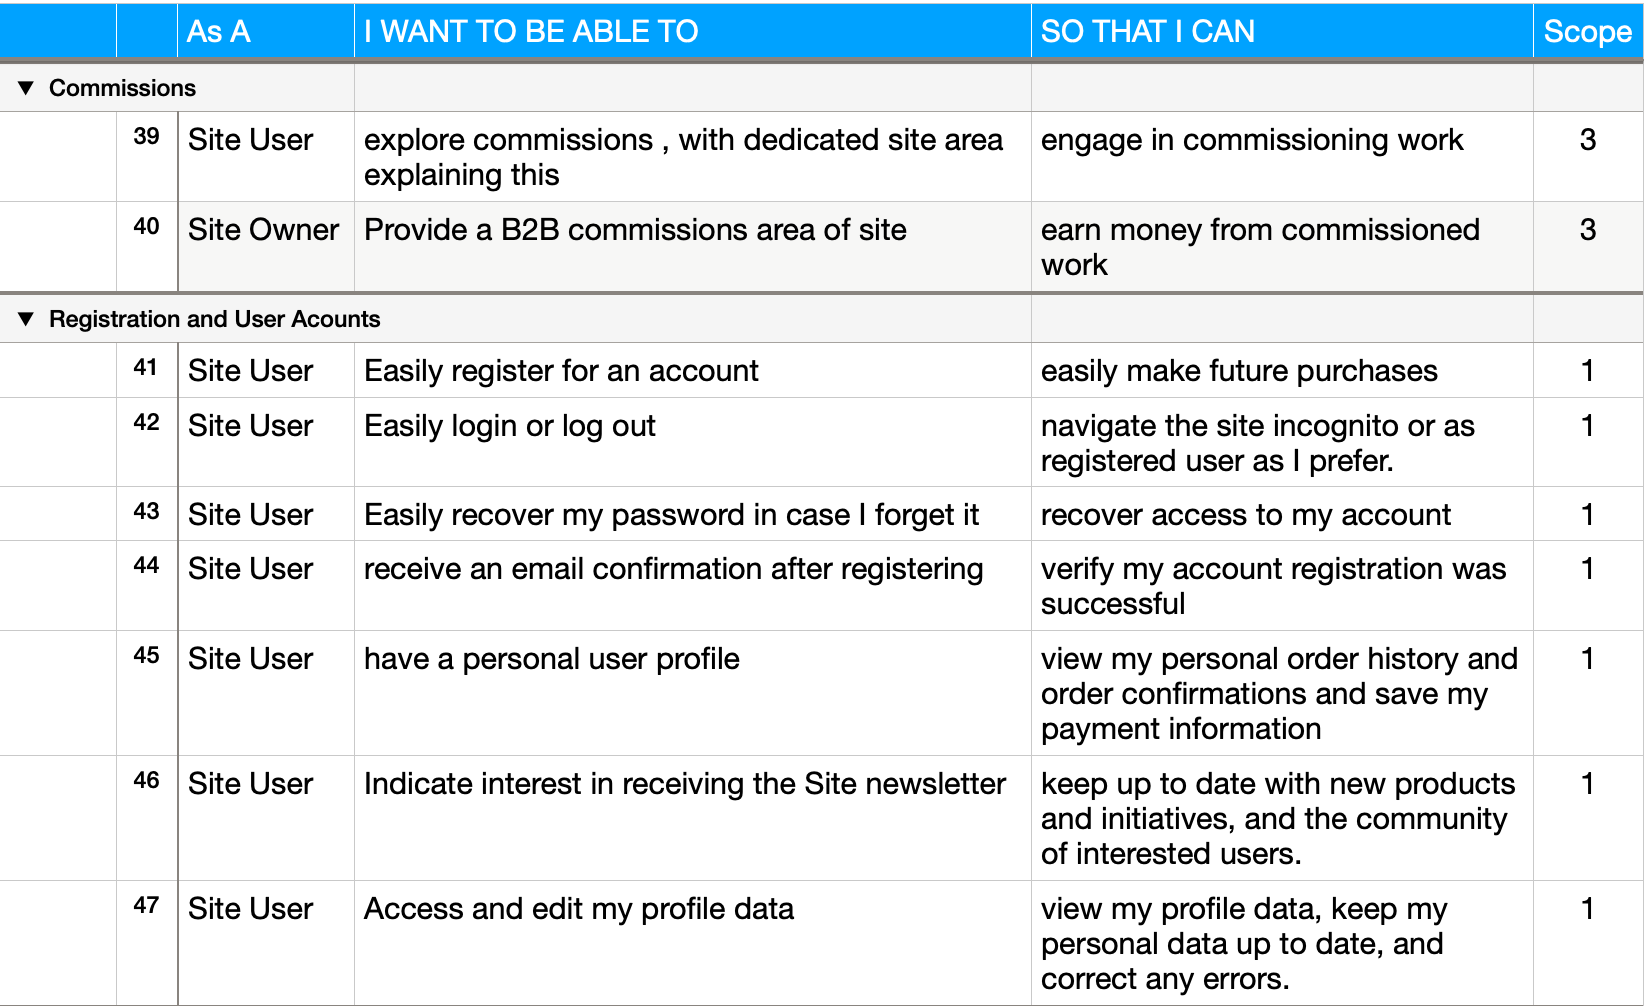 As A I WANT TO BE ABLE TO SO THAT I CAN Scope
▼ Commissions
39 Site User explore commissions , with dedicated site area engage in commissioning work 3
explaining this
40 Site Owner Provide a B2B commissions area of site earn money from commissioned 3
work
▼ Registration and User Acounts
41 Site User Easily register for an account easily make future purchases 1
42 Site User Easily login or log out navigate the site incognito or as 1
registered user as I prefer.
43 Site User Easily recover my password in case I forget it recover access to my account 1
44 Site User receive an email confirmation after registering verify my account registration was 1
successful
45 Site User have a personal user profile view my personal order history and 1
order confirmations and save my
payment information
46 Site User Indicate interest in receiving the Site newsletter keep up to date with new products 1
and initiatives, and the community
of interested users.
47 Site User Access and edit my profile data view my profile data, keep my 1
personal data up to date, and
correct any errors.